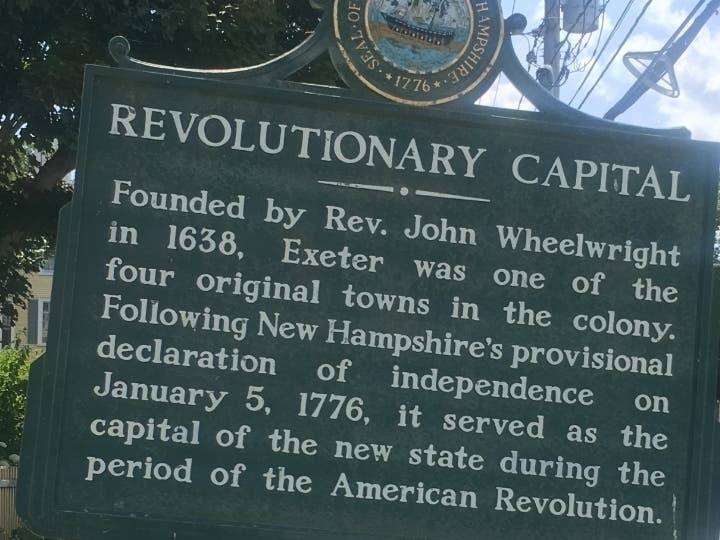 SEAL OF HAMPSHIRE
• 1776 •
REVOLUTIONARY CAPITAL
Founded by Rev. John Wheelwright
in 1638, Exeter was one of the
four original towns in the colony.
Following New Hampshire's provisional
declaration of independence on
January 5, 1776, it served as the
capital of the new state during the
period of the American Revolution.